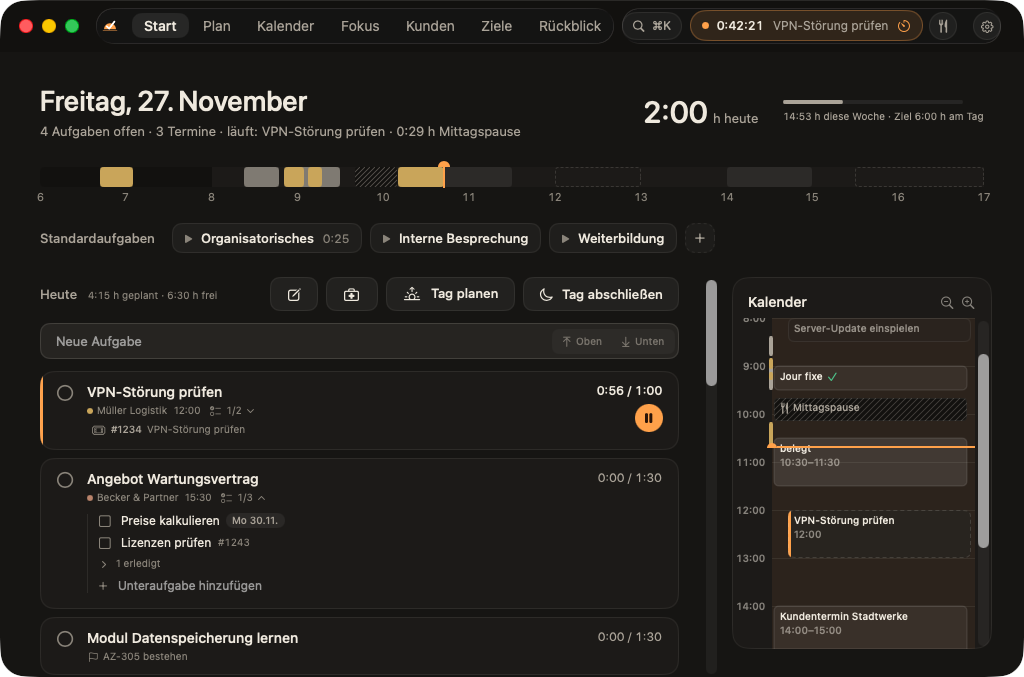 Start Plan Kalender Fokus Kunden Ziele Rückblick ⌘K 0:42:21 VPN-Störung prüfen
Freitag, 27. November
4 Aufgaben offen · 3 Termine · läuft: VPN-Störung prüfen · 0:29 h Mittagspause
2:00 h heute
14:53 h diese Woche · Ziel 6:00 h am Tag
6 7 8 9 10 11 12 13 14 15 16 17
Standardaufgaben Organisatorisches 0:25 Interne Besprechung Weiterbildung +
Heute 4:15 h geplant · 6:30 h frei Tag planen Tag abschließen
Neue Aufgabe Oben Unten
VPN-Störung prüfen 0:56 / 1:00
Müller Logistik 12:00 1/2
#1234 VPN-Störung prüfen
Angebot Wartungsvertrag 0:00 / 1:30
Becker & Partner 15:30 1/3
Preise kalkulieren Mo 30.11.
Lizenzen prüfen #1243
1 erledigt
+ Unteraufgabe hinzufügen
Modul Datenspeicherung lernen 0:00 / 1:30
AZ-305 bestehen
Kalender
8:00
Server-Update einspielen
9:00
Jour fixe ✓
Mittagspause
10:00
belegt
10:30–11:30
11:00
12:00
VPN-Störung prüfen
12:00
13:00
14:00
Kundentermin Stadtwerke
14:00–15:00